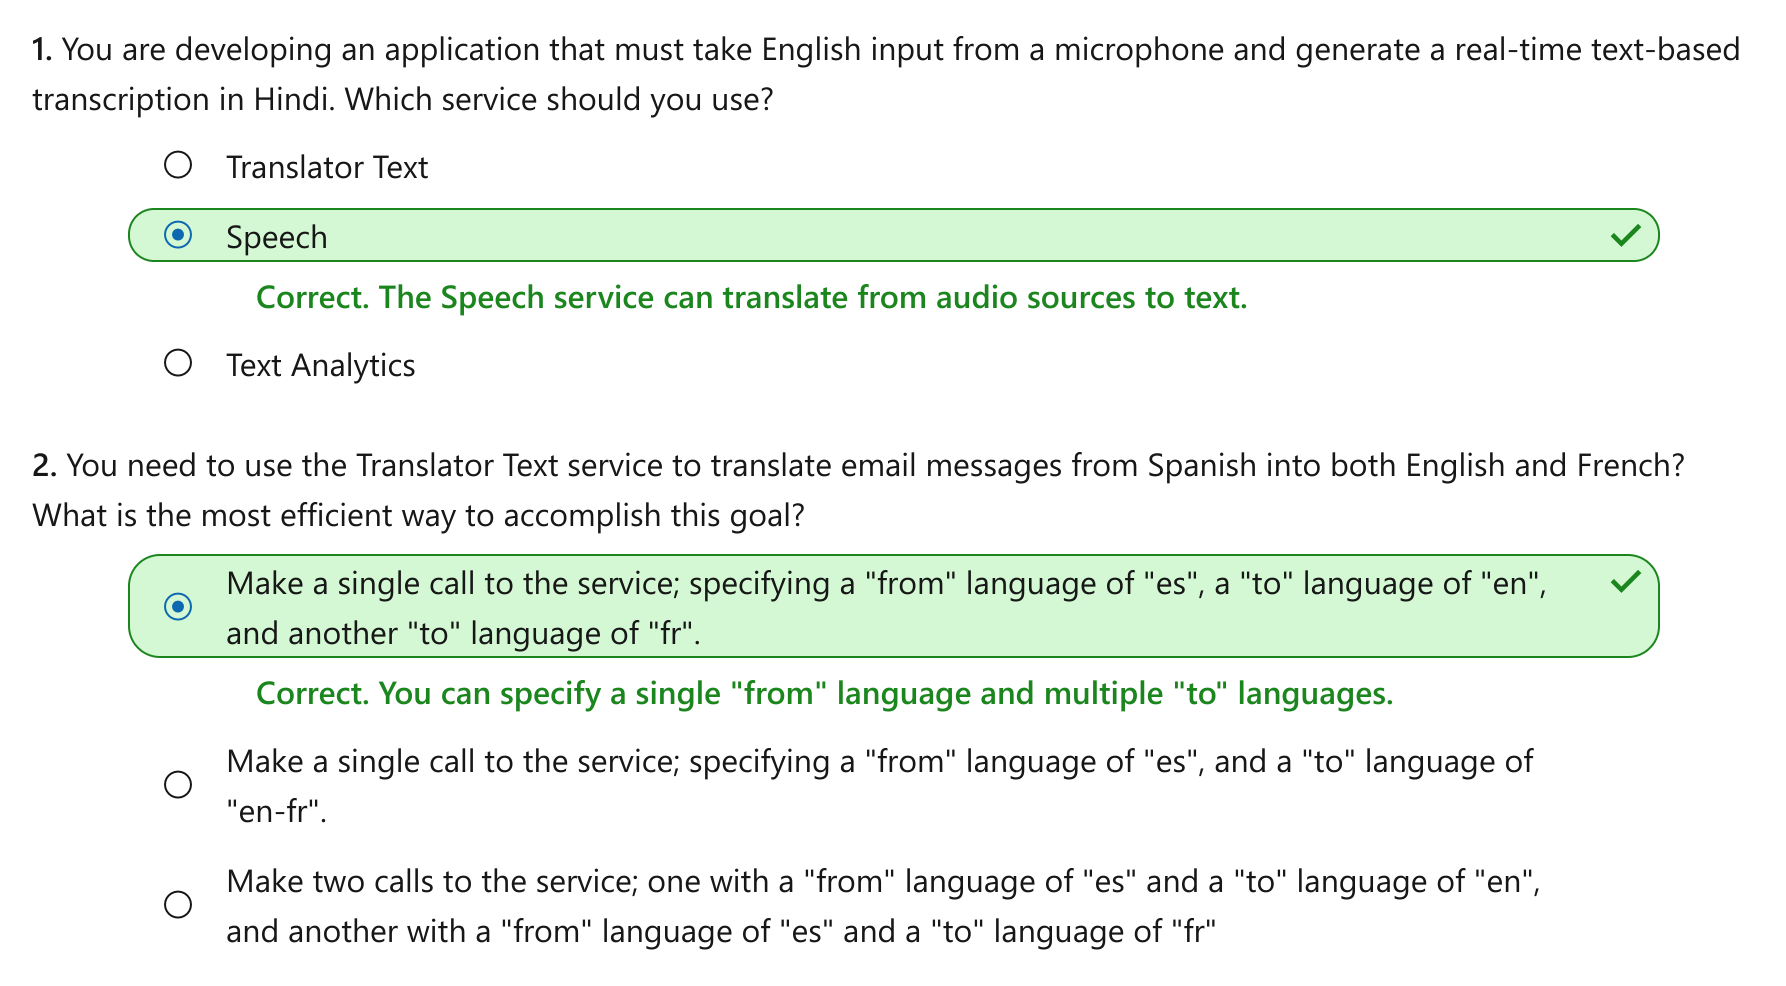 1. You are developing an application that must take English input from a microphone and generate a real-time text-based
transcription in Hindi. Which service should you use?
Translator Text
Speech
Correct. The Speech service can translate from audio sources to text.
Text Analytics
2. You need to use the Translator Text service to translate email messages from Spanish into both English and French?
What is the most efficient way to accomplish this goal?
Make a single call to the service; specifying a "from" language of "es", a "to" language of "en",
and another "to" language of "fr".
Correct. You can specify a single "from" language and multiple "to" languages.
Make a single call to the service; specifying a "from" language of "es", and a "to" language of
"en-fr".
Make two calls to the service; one with a "from" language of "es" and a "to" language of "en",
and another with a "from" language of "es" and a "to" language of "fr"